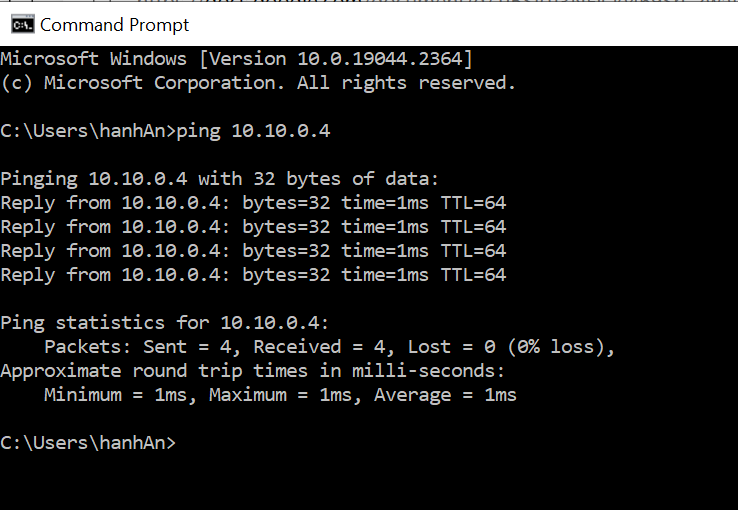 Command Prompt
Microsoft Windows [Version 10.0.19044.2364]
(c) Microsoft Corporation. All rights reserved.
C:\Users\hanhAn>ping 10.10.0.4
Pinging 10.10.0.4 with 32 bytes of data:
Reply from 10.10.0.4: bytes=32 time=1ms TTL=64
Reply from 10.10.0.4: bytes=32 time=1ms TTL=64
Reply from 10.10.0.4: bytes=32 time=1ms TTL=64
Reply from 10.10.0.4: bytes=32 time=1ms TTL=64
Ping statistics for 10.10.0.4:
    Packets: Sent = 4, Received = 4, Lost = 0 (0% loss),
Approximate round trip times in milli-seconds:
    Minimum = 1ms, Maximum = 1ms, Average = 1ms
C:\Users\hanhAn>